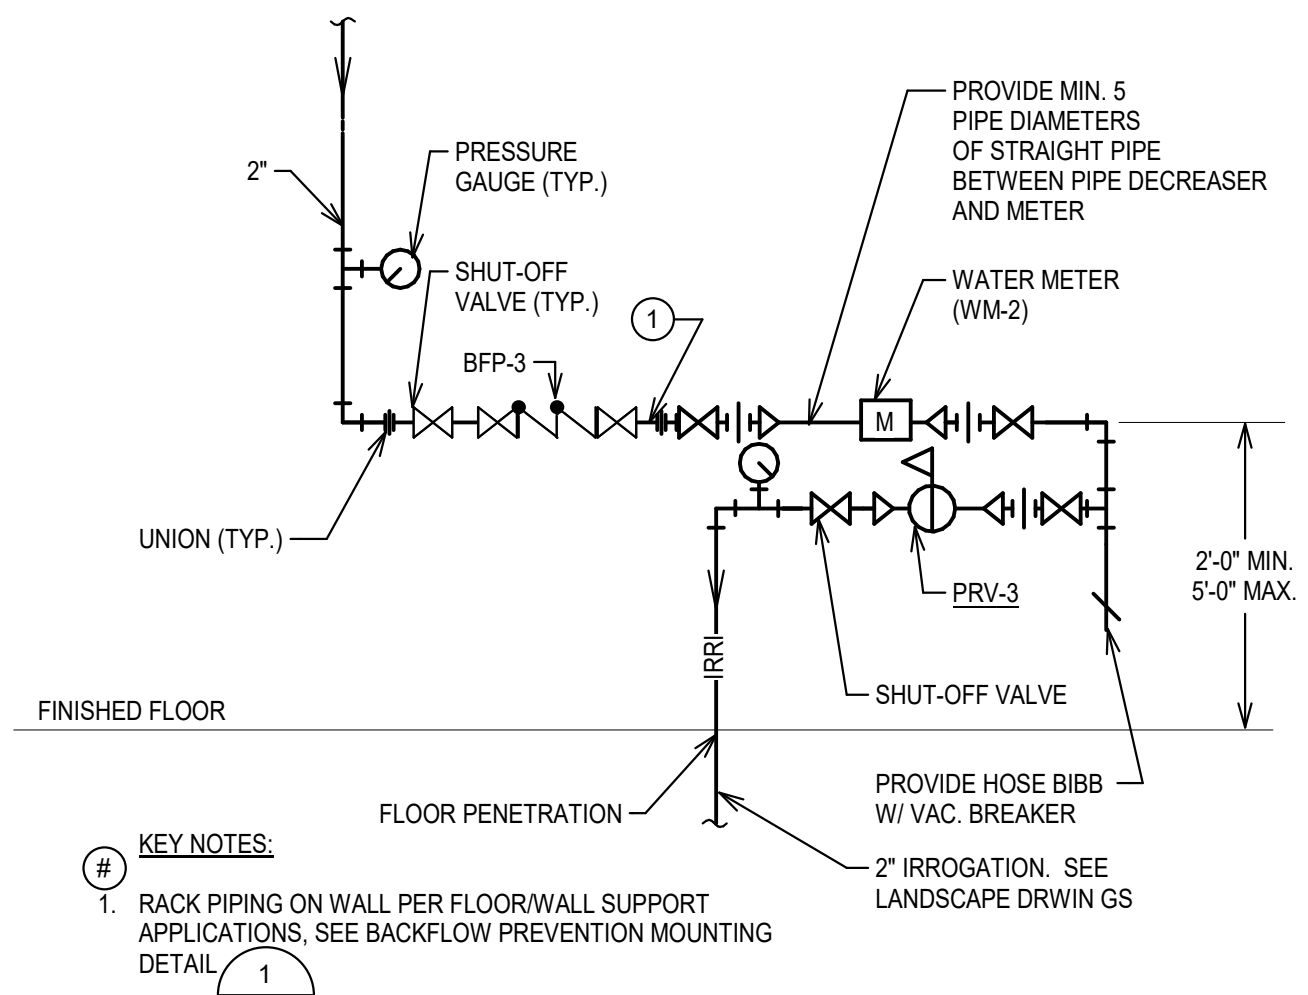 PROVIDE MIN. 5
PIPE DIAMETERS
OF STRAIGHT PIPE
BETWEEN PIPE DECREASER
AND METER
2"
PRESSURE
GAUGE (TYP.)
SHUT-OFF
VALVE (TYP.)
WATER METER
(WM-2)
1
BFP-3
M
UNION (TYP.)
PRV-3
2'-0" MIN.
5'-0" MAX.
IRRI
SHUT-OFF VALVE
FINISHED FLOOR
PROVIDE HOSE BIBB
W/ VAC. BREAKER
FLOOR PENETRATION
2" IRROGATION. SEE
LANDSCAPE DRWIN GS
KEY NOTES:
#
1. RACK PIPING ON WALL PER FLOOR/WALL SUPPORT
APPLICATIONS, SEE BACKFLOW PREVENTION MOUNTING
DETAIL
1